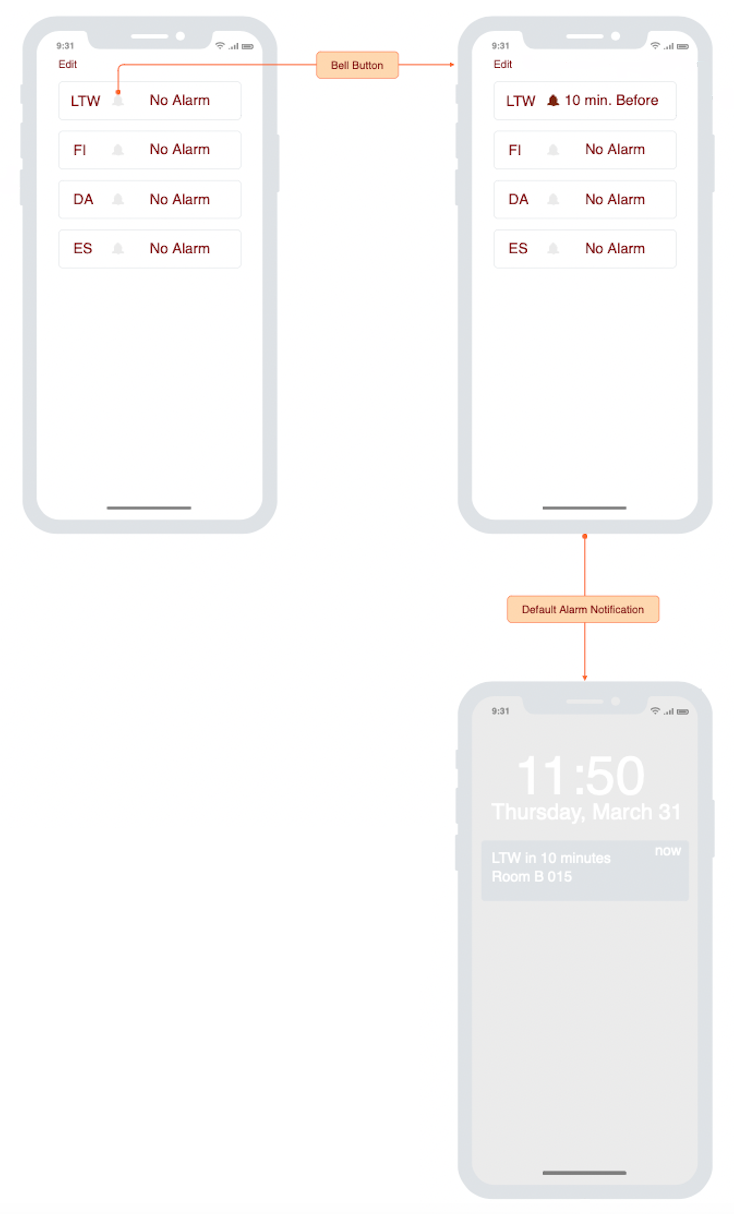 9:31
Edit
LTW No Alarm
FI No Alarm
DA No Alarm
ES No Alarm
Bell Button
9:31
Edit
LTW 10 min. Before
FI No Alarm
DA No Alarm
ES No Alarm
Default Alarm Notification
9:31
11:50
Thursday, March 31
now
LTW in 10 minutes
Room B 015